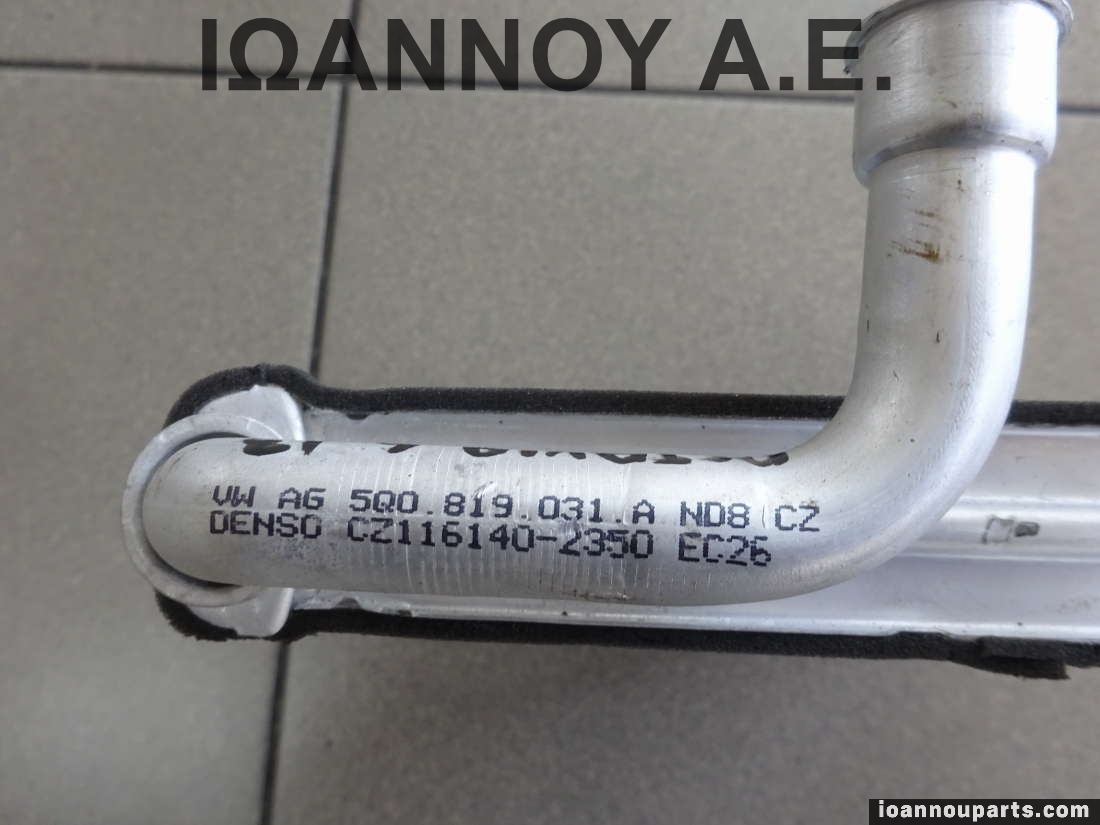 ΙΩΑΝΝΟΥ Α.Ε.
VW AG 5Q0.819.031.A ND8 CZ
DENSO CZ116140-2350 EC26
ioannouparts.com